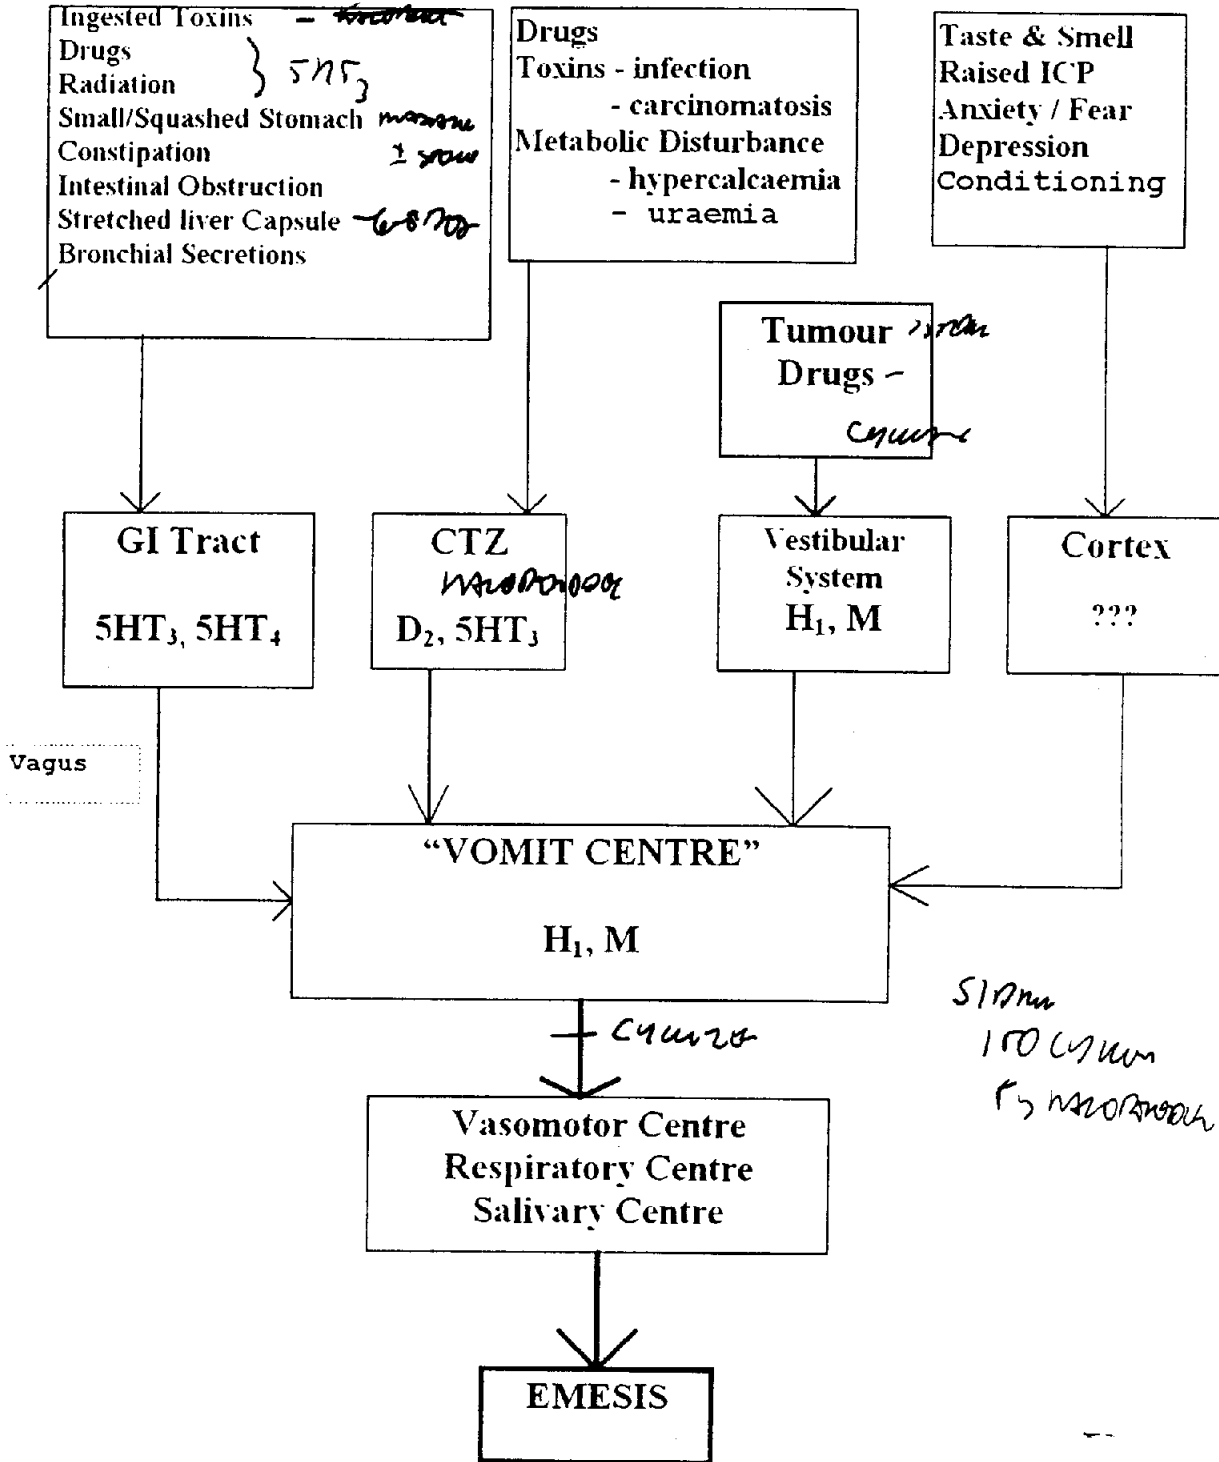 Ingested Toxins –
Drugs
Radiation } 5HT3
Small/Squashed Stomach
Constipation ±
Intestinal Obstruction
Stretched liver Capsule
Bronchial Secretions
Drugs
Toxins - infection
- carcinomatosis
Metabolic Disturbance
- hypercalcaemia
- uraemia
Taste & Smell
Raised ICP
Anxiety / Fear
Depression
Conditioning
Tumour
Drugs –
GI Tract
5HT₃, 5HT₄
CTZ
D₂, 5HT₃
Vestibular
System
H₁, M
Cortex
???
Vagus
“VOMIT CENTRE”
H₁, M
150
Vasomotor Centre
Respiratory Centre
Salivary Centre
EMESIS